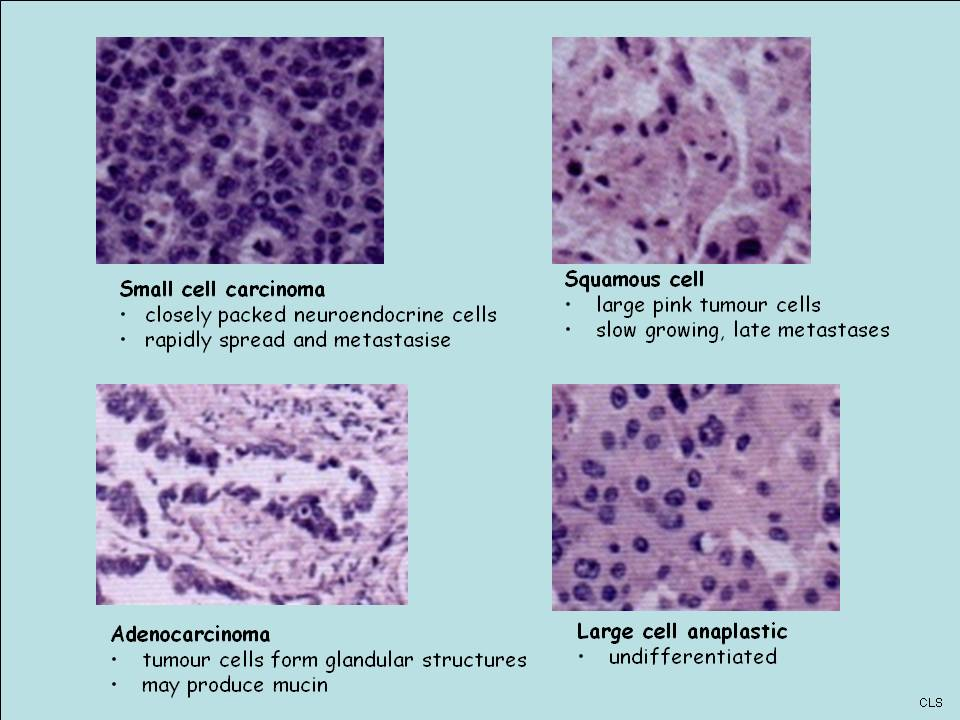 Small cell carcinoma
• closely packed neuroendocrine cells
• rapidly spread and metastasise
Squamous cell
• large pink tumour cells
• slow growing, late metastases
Adenocarcinoma
• tumour cells form glandular structures
• may produce mucin
Large cell anaplastic
• undifferentiated
CLS